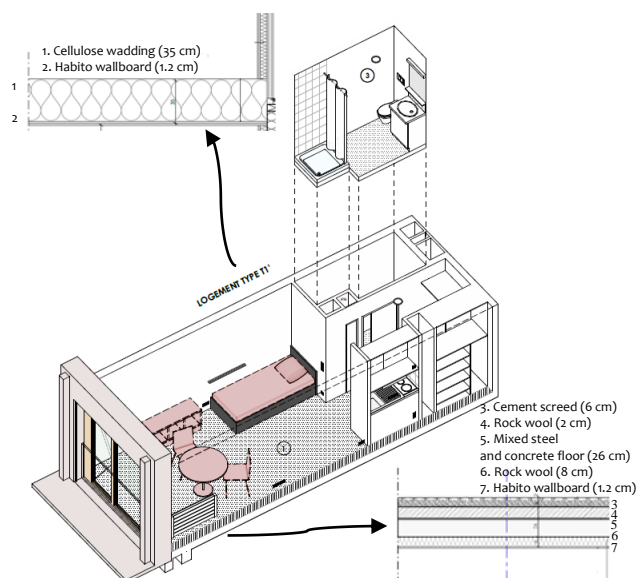 1. Cellulose wadding (35 cm)
2. Habito wallboard (1.2 cm)
1
2
3
LOGEMENT TYPE T1'
1
3. Cement screed (6 cm)
4. Rock wool (2 cm)
5. Mixed steel
and concrete floor (26 cm)
6. Rock wool (8 cm)
7. Habito wallboard (1.2 cm)
3
4
5
6
7